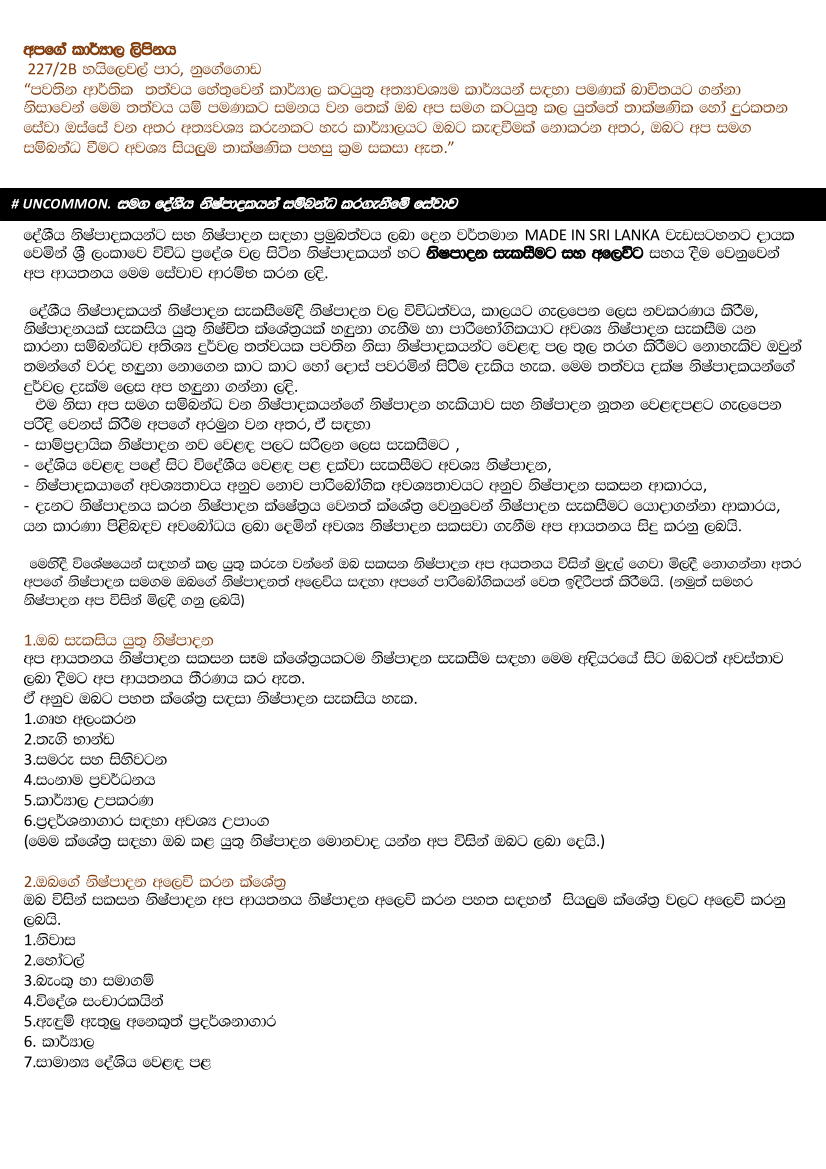 අපගේ කාර්යාල ලිපිනය
227/2B හයිලෙවල් පාර, නුගේගොඩ
“පවතින ආර්තික තත්වය හේතුවෙන් කාර්යාල කටයුතු අත්‍යාවශ්‍යම කාර්යයන් සඳහා පමණක් බාවිතයට ගන්නා
නිසාවෙන් මෙම තත්වය යම් පමණකට සමනය වන තෙක් ඔබ අප සමග කටයුතු කල යුත්තේ තාක්ෂණික හෝ දුරකතන
සේවා ඔස්සේ වන අතර අත්‍යවශ්‍ය කරුනකට හැර කාර්යාලයට ඔබට කැඳවීමක් නොකරන අතර, ඔබට අප සමග
සම්බන්ධ වීමට අවශ්‍ය සියලුම තාක්ෂණික පහසු ක්‍රම සකසා ඇත.”
# UNCOMMON. සමග දේශීය නිෂ්පාදකයන් සම්බන්ධ කරගැනීමේ සේවාව
දේශීය නිෂ්පාදකයන්ට සහ නිෂ්පාදන සඳහා ප්‍රමුඛත්වය ලබා දෙන වර්තමාන MADE IN SRI LANKA වැඩසටහනට දායක
වෙමින් ශ්‍රී ලංකාවේ විවිධ ප්‍රදේශ වල සිටින නිෂ්පාදකයන් හට නිෂපාදන සැකසීමට සහ අලෙවිට සහය දීම වෙනුවෙන්
අප ආයතනය මෙම සේවාව ආරම්භ කරන ලදි.
දේශීය නිෂ්පාදකයන් නිෂ්පාදන සැකසීමේදී නිෂ්පාදන වල විවිධත්වය, කාලයට ගැලපෙන ලෙස නවකරණය කිරීම,
නිෂ්පාදනයක් සැකසිය යුතු නිෂ්චිත ක්ශේත්‍රයක් හඳුනා ගැනීම හා පාරිභෝගිකයාට අවශ්‍ය නිෂ්පාදන සැකසීම යන
කාරනා සම්බන්ධව අතිශ්‍ය දුර්වල තත්වයක පවතින නිසා නිෂ්පාදකයන්ට වෙළඳ පල තුල තරග කිරීමට නොහැකිව ඔවුන්
තමන්ගේ වරද හඳුනා නොගෙන කාට කාට හෝ දොස් පවරමින් සිටීම දැකිය හැක. මෙම තත්වය දක්ෂ නිෂ්පාදකයන්ගේ
දුර්වල දැක්ම ලෙස අප හඳුනා ගන්නා ලදි.
එම නිසා අප සමග සම්බන්ධ වන නිෂ්පාදකයන්ගේ නිෂ්පාදන හැකියාව සහ නිෂ්පාදන නූතන වෙළඳපළට ගැලපෙන
පරිදි වෙනස් කිරීම අපගේ අරමුන වන අතර, ඒ සඳහා
- සාම්ප්‍රදායික නිෂ්පාදන නව වෙළඳ පලට සරිලන ලෙස සැකසීමට ,
- දේශිය වෙළඳ පළේ සිට විදේශීය වෙළඳ පළ දක්වා සැකසීමට අවශ්‍ය නිෂ්පාදන,
- නිෂ්පාදකයාගේ අවශ්‍යතාවය අනුව නොව පාරිබෝගික අවශ්‍යතාවයට අනුව නිෂ්පාදන සකසන ආකාරය,
- දැනට නිෂ්පාදනය කරන නිෂ්පාදන ක්ෂේත්‍රය වෙනත් ක්ශේත්‍ර වෙනුවෙන් නිෂ්පාදන සැකසීමට යොදාගන්නා ආකාරය,
යන කාරණා පිළිබඳව අවබෝධය ලබා දෙමින් අවශ්‍ය නිෂ්පාදන සකසවා ගැනීම අප ආයතනය සිදු කරනු ලබයි.
මෙහිදී විශේෂයෙන් සඳහන් කල යුතු කරුන වන්නේ ඔබ සකසන නිෂ්පාදන අප අයතනය විසින් මුදල් ගෙවා මිලදී නොගන්නා අතර
අපගේ නිෂ්පාදන සමගම ඔබගේ නිෂ්පාදනත් අලෙවිය සඳහා අපගේ පාරිබෝගිකයන් වෙත ඉදිරිපත් කිරීමයි. (නමුත් සමහර
නිෂ්පාදන අප විසින් මිලදී ගනු ලබයි)
1.ඔබ සැකසිය යුතු නිෂ්පාදන
අප ආයතනය නිෂ්පාදන සකසන සෑම ක්ශේත්‍රයකටම නිෂ්පාදන සැකසීම සඳහා මෙම අදියරයේ සිට ඔබටත් අවස්තාව
ලබා දීමට අප ආයතනය තීරණය කර ඇත.
ඒ අනුව ඔබට පහත ක්ශේත්‍ර සඳසා නිෂ්පාදන සැකසිය හැක.
1.ගෘහ අලංකරන
2.තෑගි භාන්ඩ
3.සමරු සහ සිහිවටන
4.සංනාම ප්‍රවර්ධනය
5.කාර්යාල උපකරණ
6.ප්‍රදර්ශනාගාර සඳහා අවශ්‍ය උපාංග
(මෙම ක්ශේත්‍ර සඳහා ඔබ කළ යුතු නිෂ්පාදන මොනවාද යන්න අප විසින් ඔබට ලබා දෙයි.)
2.ඔබගේ නිෂ්පාදන අලෙවි කරන ක්ශේත්‍ර
ඔබ විසින් සකසන නිෂ්පාදන අප ආයතනය නිෂ්පාදන අලෙවි කරන පහත සඳහන් සියලුම ක්ශේත්‍ර වලට අලෙවි කරනු
ලබයි.
1.නිවාස
2.හෝටල්
3.බැංකු හා සමාගම්
4.විදේශ සංචාරකයින්
5.ඇඳුම් ඇතුලු අනෙකුත් ප්‍රදර්ශනාගාර
6. කාර්යාල
7.සාමාන්‍ය දේශිය වෙළඳ පළ